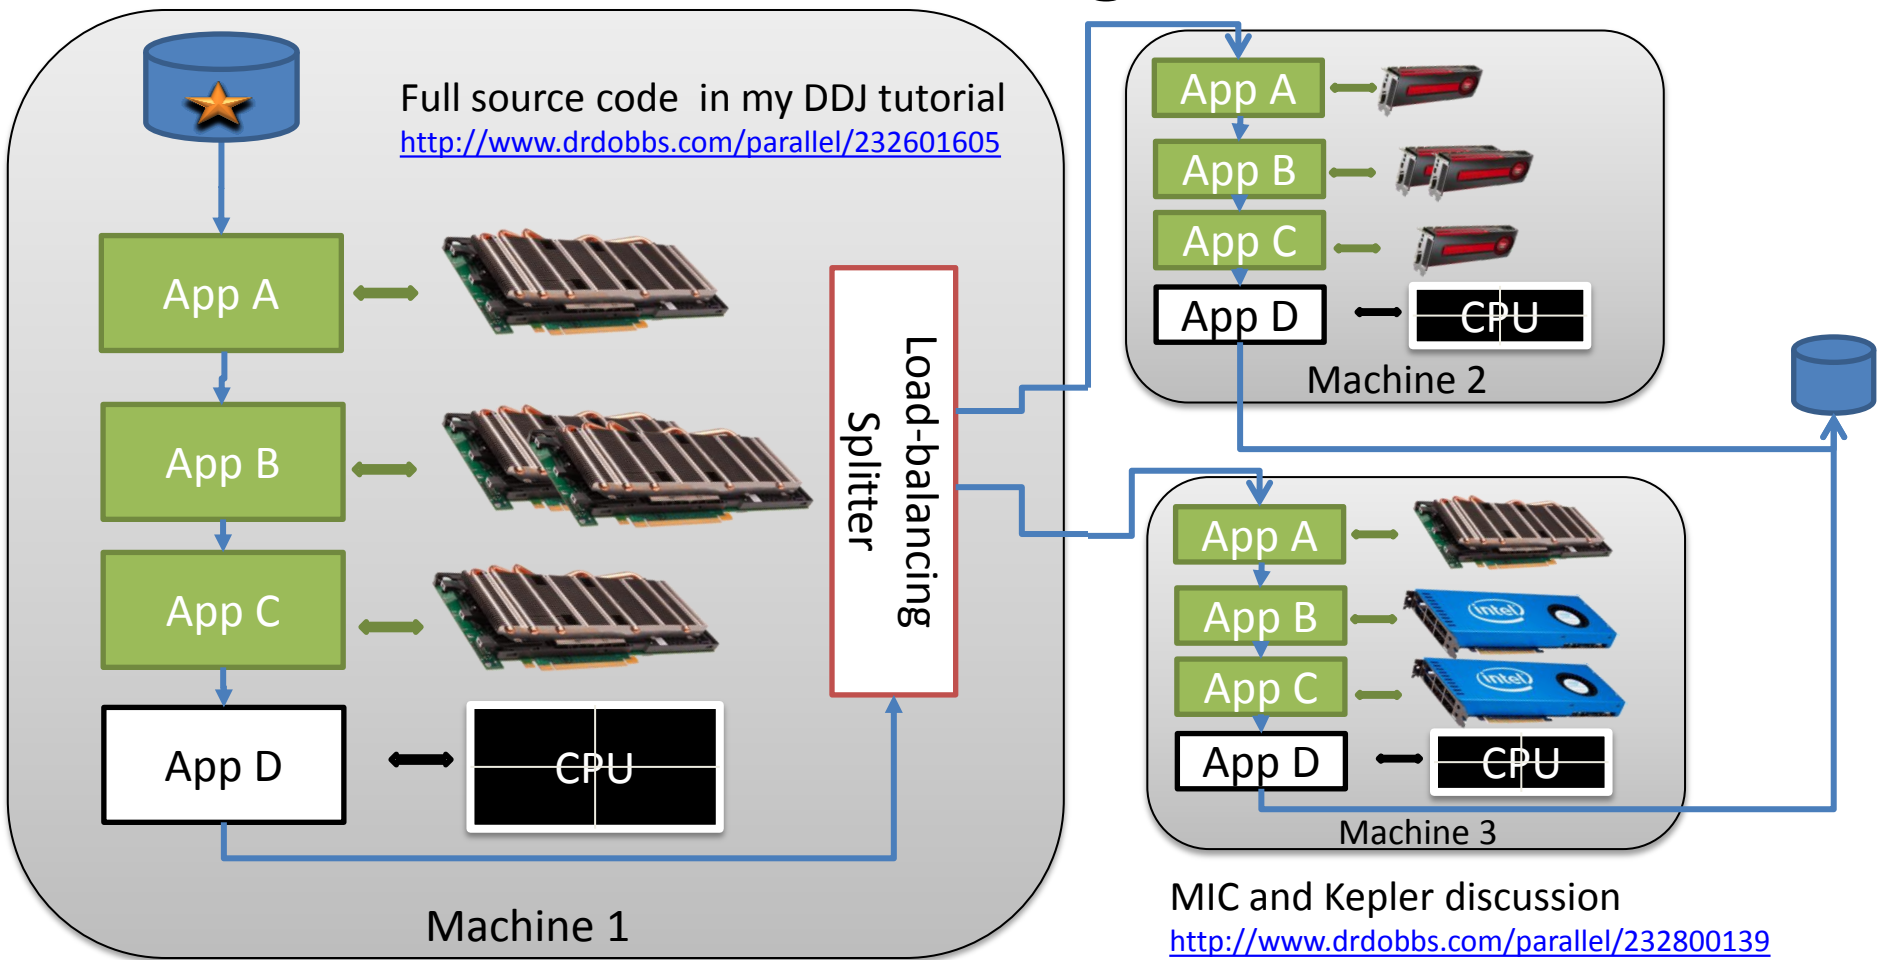 Full source code  in my DDJ tutorial
http://www.drdobbs.com/parallel/232601605
App A
App B
App C
App D
CPU
Machine 1
Load-balancing
Splitter
App A
App B
App C
App D
CPU
Machine 2
App A
App B
intel
App C
intel
App D
CPU
Machine 3
MIC and Kepler discussion
http://www.drdobbs.com/parallel/232800139